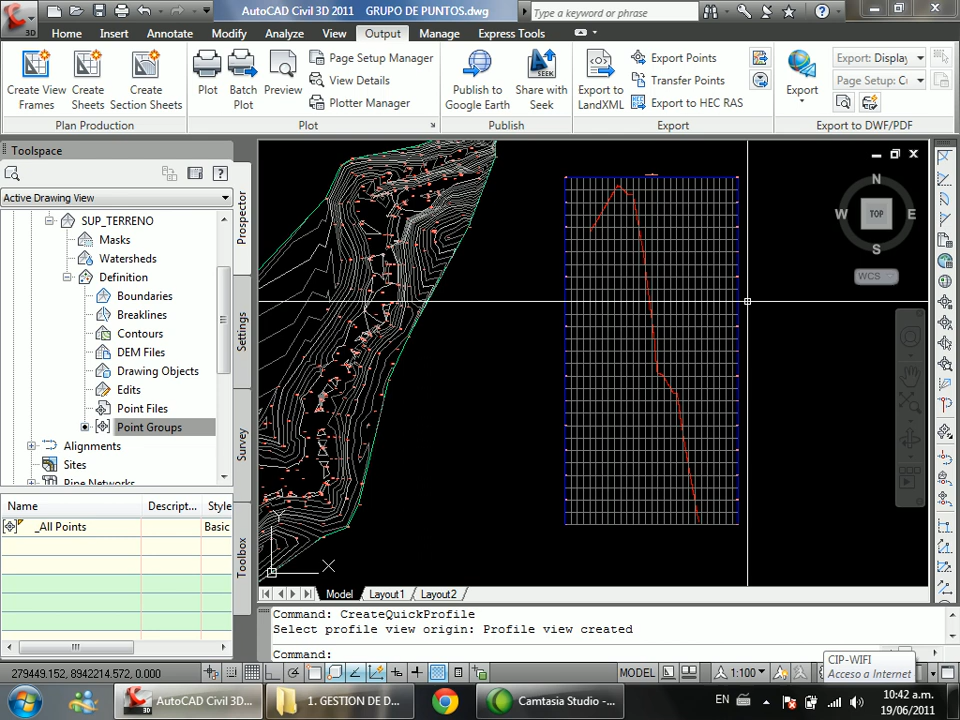 AutoCAD Civil 3D 2011 GRUPO DE PUNTOS.dwg
Type a keyword or phrase
3D
Home Insert Annotate Modify Analyze View Output Manage Express Tools
Create View Frames
Create Sheets
Create Section Sheets
Plot
Batch Plot
Preview
Page Setup Manager
View Details
Plotter Manager
Publish to Google Earth
Share with Seek
SEEK
Export to LandXML
Export Points
Transfer Points
Export to HEC RAS
Export
Export: Display
Page Setup: C
Plan Production Plot Publish Export Export to DWF/PDF
Toolspace
Active Drawing View
SUP_TERRENO
Masks
Watersheds
Definition
Boundaries
Breaklines
Contours
DEM Files
Drawing Objects
Edits
Point Files
Point Groups
Alignments
Sites
Pipe Networks
Prospector
Settings
Survey
Toolbox
Name Descript... Style
_All Points Basic
N
W TOP E
S
WCS
Y
X
Model Layout1 Layout2
Command: CreateQuickProfile
Select profile view origin: Profile view created
Command:
279449.152, 8942214.572, 0.000
MODEL
1:100
CIP-WIFI
Acceso a Internet
AutoCAD Civil 3D...
1. GESTION DE D...
Camtasia Studio -...
EN
10:42 a.m.
19/06/2011